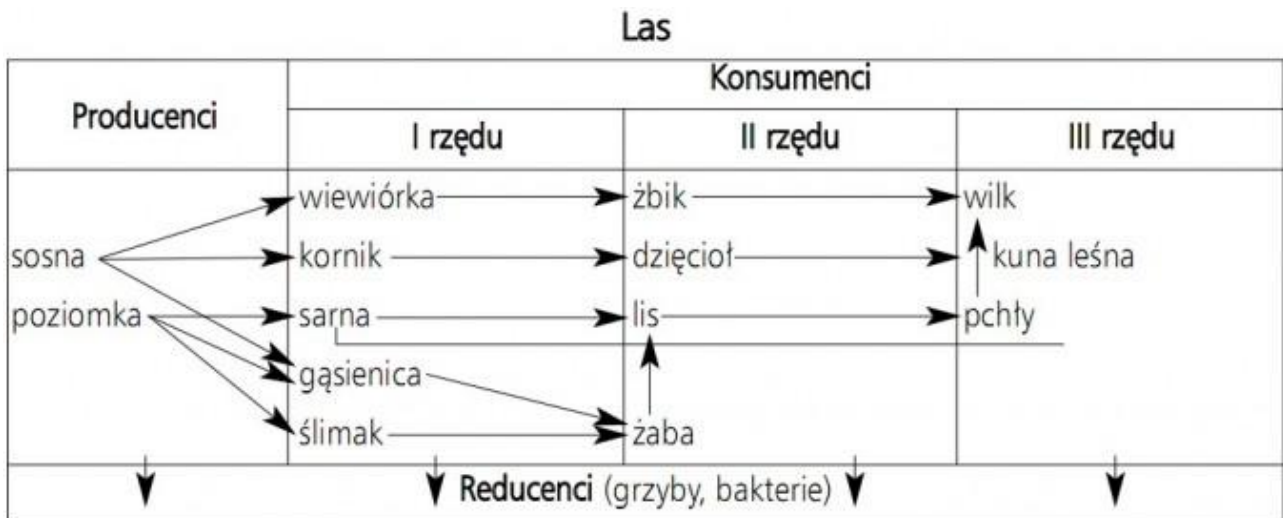 Las
Producenci
Konsumenci
I rzędu
II rzędu
III rzędu
wiewiórka żbik wilk
sosna kornik dzięcioł kuna leśna
poziomka sarna lis pchły
gąsienica
ślimak żaba
Reducenci (grzyby, bakterie)